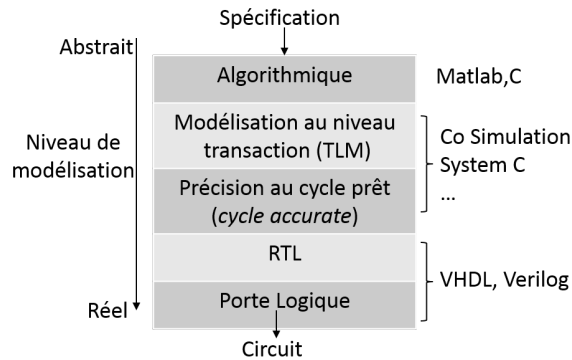 Spécification
Abstrait
Algorithmique
Matlab,C
Modélisation au niveau
transaction (TLM)
Co Simulation
System C
...
Niveau de
modélisation
Précision au cycle prêt
(cycle accurate)
RTL
VHDL, Verilog
Réel
Porte Logique
Circuit